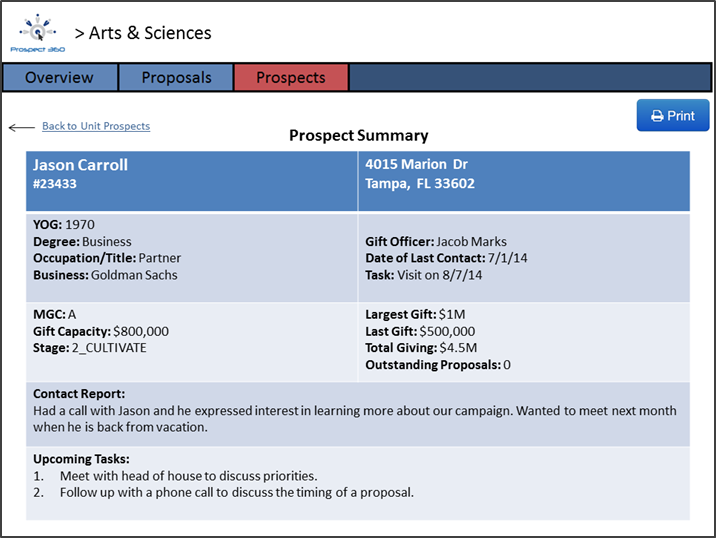 Prospect 360
> Arts & Sciences
Overview
Proposals
Prospects
Print
Back to Unit Prospects
Prospect Summary
Jason Carroll
#23433
4015 Marion Dr
Tampa, FL 33602
YOG: 1970
Degree: Business
Occupation/Title: Partner
Business: Goldman Sachs
Gift Officer: Jacob Marks
Date of Last Contact: 7/1/14
Task: Visit on 8/7/14
MGC: A
Gift Capacity: $800,000
Stage: 2_CULTIVATE
Largest Gift: $1M
Last Gift: $500,000
Total Giving: $4.5M
Outstanding Proposals: 0
Contact Report:
Had a call with Jason and he expressed interest in learning more about our campaign. Wanted to meet next month
when he is back from vacation.
Upcoming Tasks:
1. Meet with head of house to discuss priorities.
2. Follow up with a phone call to discuss the timing of a proposal.